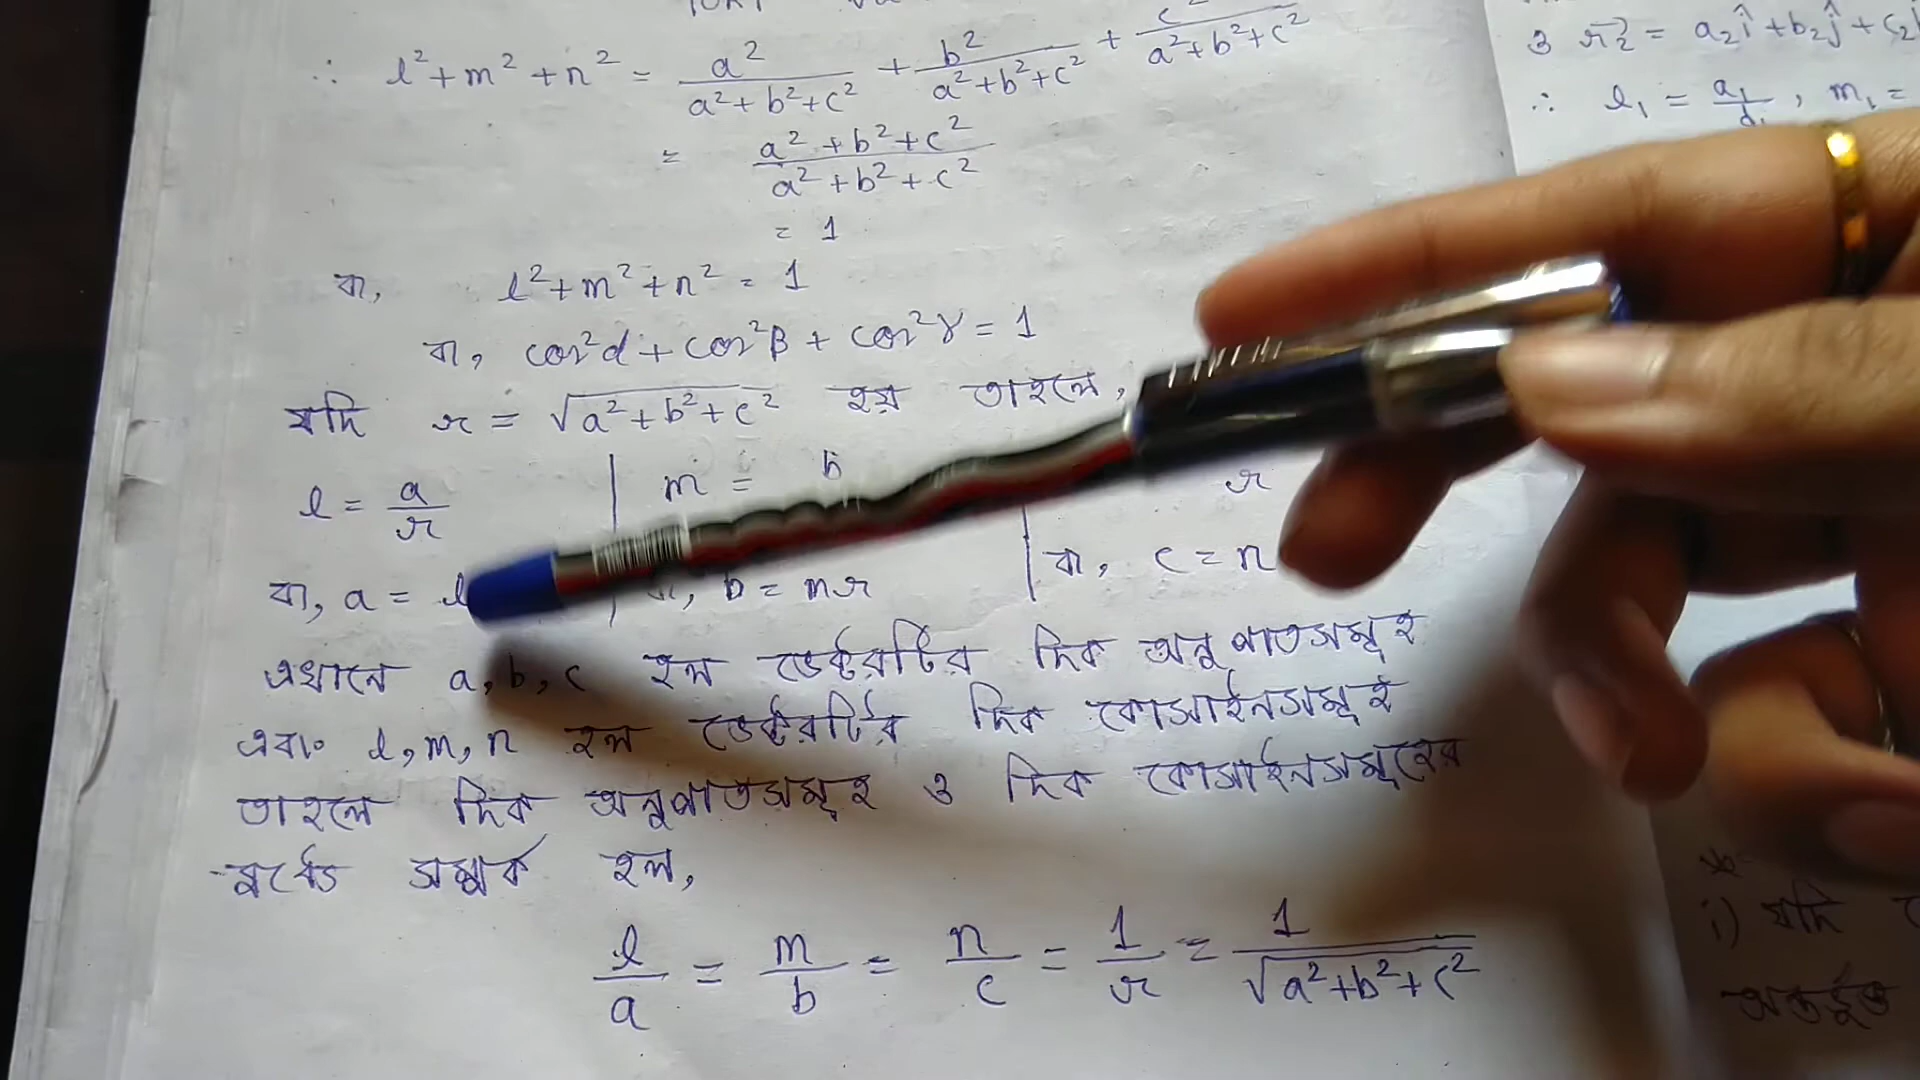 ∴ l²+m²+n² = a²/(a²+b²+c²) + b²/(a²+b²+c²) + c²/(a²+b²+c²)
= (a²+b²+c²)/(a²+b²+c²)
= 1
বা, l²+m²+n² = 1
বা, cos²α + cos²β + cos²γ = 1
যদি r = √(a²+b²+c²) হয় তাহলে,
l = a/r | m = b r
বা, a = l | বা, b = mr | বা, c = n
এখানে a, b, c হল ভেক্টরটির দিক অনুপাতসমূহ
এবং l, m, n হল ভেক্টরটির দিক কোসাইনসমূহ
তাহলে দিক অনুপাতসমূহ ও দিক কোসাইনসমূহের
মর্ধ্যে সম্পর্ক হল,
l/a = m/b = n/c = 1/r = 1/√(a²+b²+c²)
ও r₂⃗ = a₂î + b₂ĵ + c₂
∴ l₁ = a₁/d₁, m₁ =
i) যদি